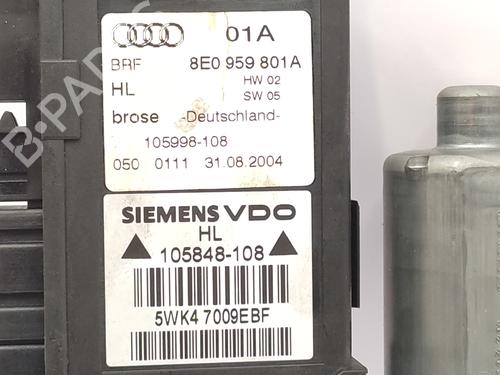 01A
BRF 8E0 959 801A
HL HW 02
SW 05
brose -Deutschland-
105998-108
050 0111 31.08.2004
SIEMENS VDO
HL
105848-108
5WK4 7009EBF
B-PARTS